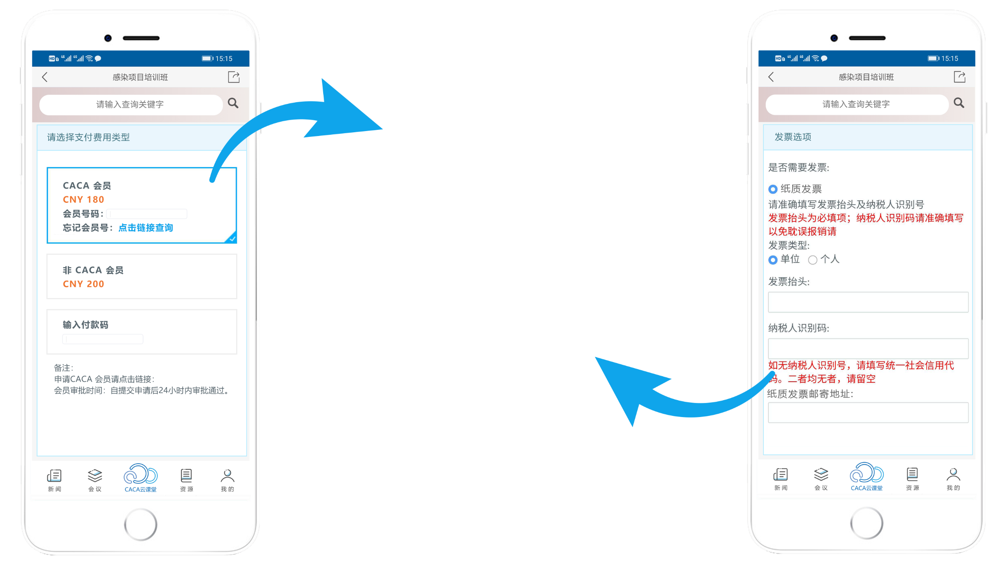 HD 4G 4G 15:15
感染项目培训班
请输入查询关键字
请选择支付费用类型
CACA 会员
CNY 180
会员号码：
忘记会员号：点击链接查询
非 CACA 会员
CNY 200
输入付款码
备注：
申请CACA 会员请点击链接：
会员审批时间：自提交申请后24小时内审批通过。
新闻
会议
CACA云课堂
资源
我的
HD 4G 4G 15:15
感染项目培训班
请输入查询关键字
发票选项
是否需要发票:
纸质发票
请准确填写发票抬头及纳税人识别号
发票抬头为必填项；纳税人识别码请准确填写
以免耽误报销请
发票类型:
单位 个人
发票抬头:
纳税人识别码:
如无纳税人识别号，请填写统一社会信用代
码。二者均无者，请留空
纸质发票邮寄地址:
新闻
会议
CACA云课堂
资源
我的